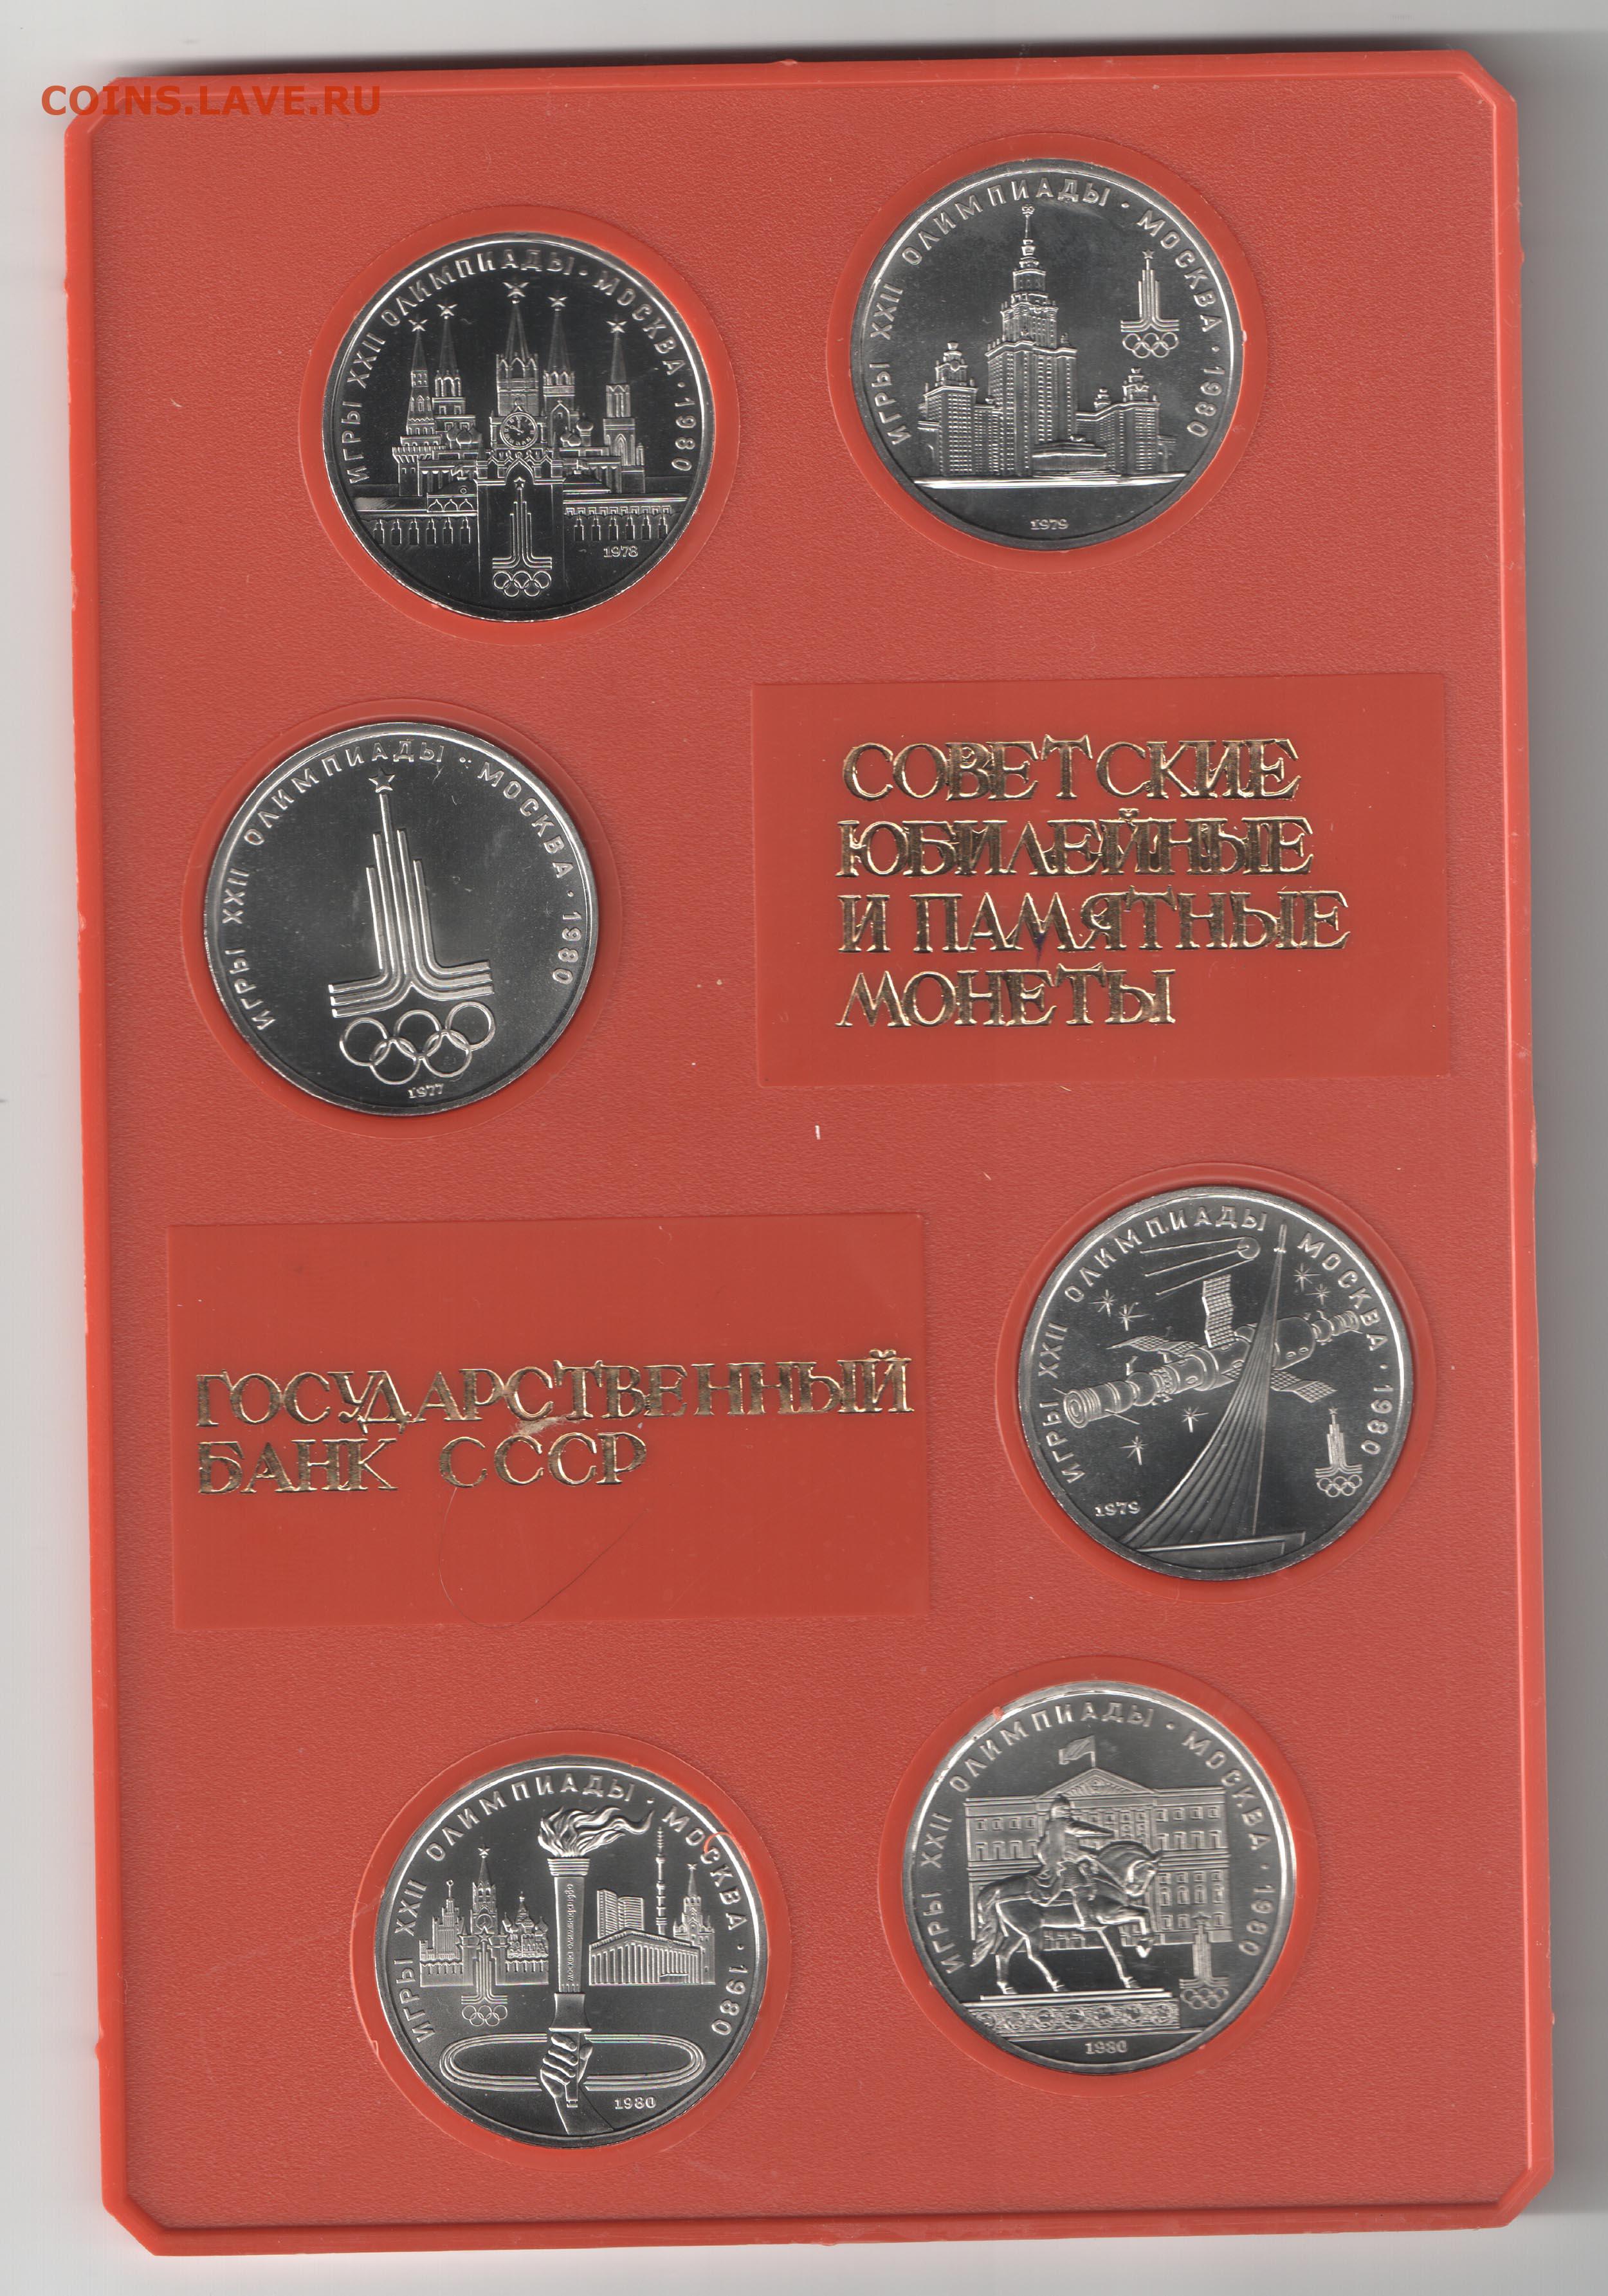 COINS.LAVE.RU
ИГРЫ XXII ОЛИМПИАДЫ · МОСКВА · 1980
1978
ИГРЫ XXII ОЛИМПИАДЫ · МОСКВА · 1980
1979
ИГРЫ XXII ОЛИМПИАДЫ · МОСКВА · 1980
1977
СОВЕТСКИЕ
ЮБИЛЕЙНЫЕ
И ПАМЯТНЫЕ
МОНЕТЫ
ГОСУДАРСТВЕННЫЙ
БАНК СССР
ИГРЫ XXII ОЛИМПИАДЫ МОСКВА · 1980
1979
ИГРЫ XXII ОЛИМПИАДЫ · МОСКВА · 1980
1980
ИГРЫ XXII ОЛИМПИАДЫ · МОСКВА · 1980
1980